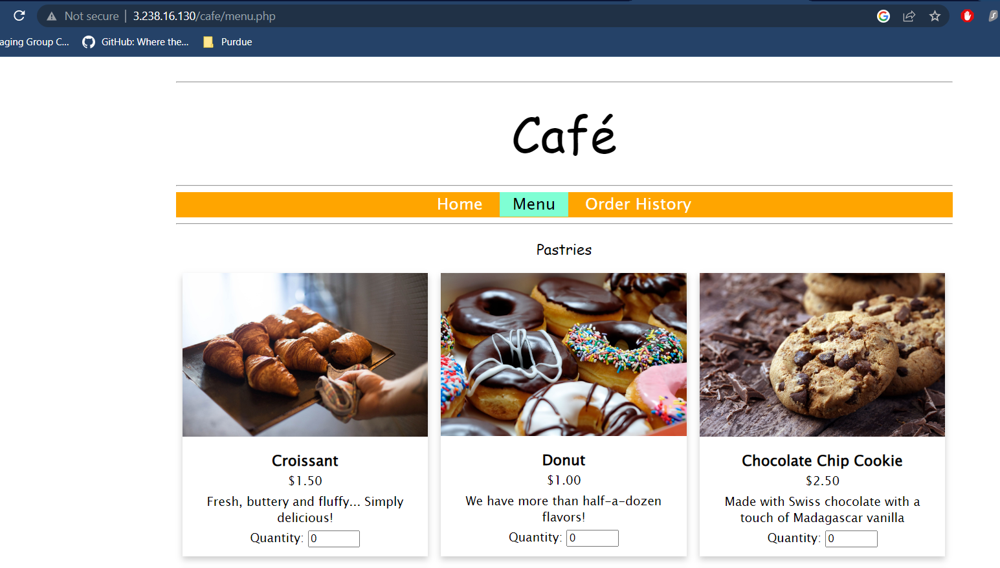 Not secure | 3.238.16.130/cafe/menu.php
aging Group C... GitHub: Where the... Purdue
Café
Home Menu Order History
Pastries
Croissant
$1.50
Fresh, buttery and fluffy... Simply
delicious!
Quantity: 0
Donut
$1.00
We have more than half-a-dozen
flavors!
Quantity: 0
Chocolate Chip Cookie
$2.50
Made with Swiss chocolate with a
touch of Madagascar vanilla
Quantity: 0